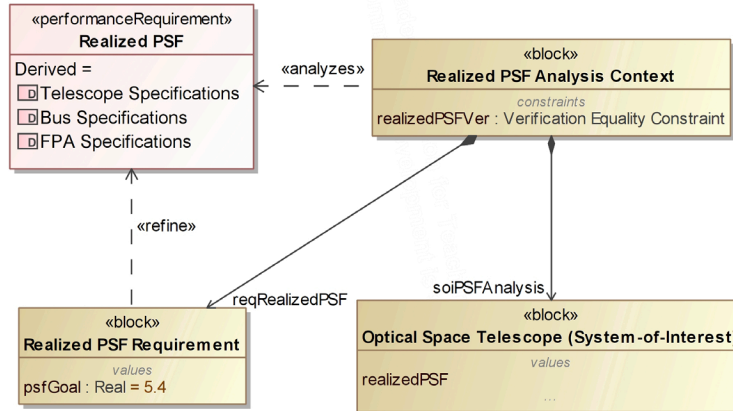 «performanceRequirement»
Realized PSF
Derived =
D Telescope Specifications
D Bus Specifications
D FPA Specifications
«analyzes»
«block»
Realized PSF Analysis Context
constraints
realizedPSFVer : Verification Equality Constraint
«refine»
reqRealizedPSF
soiPSFAnalysis
«block»
Realized PSF Requirement
values
psfGoal : Real = 5.4
«block»
Optical Space Telescope (System-of-Interest)
values
realizedPSF
...